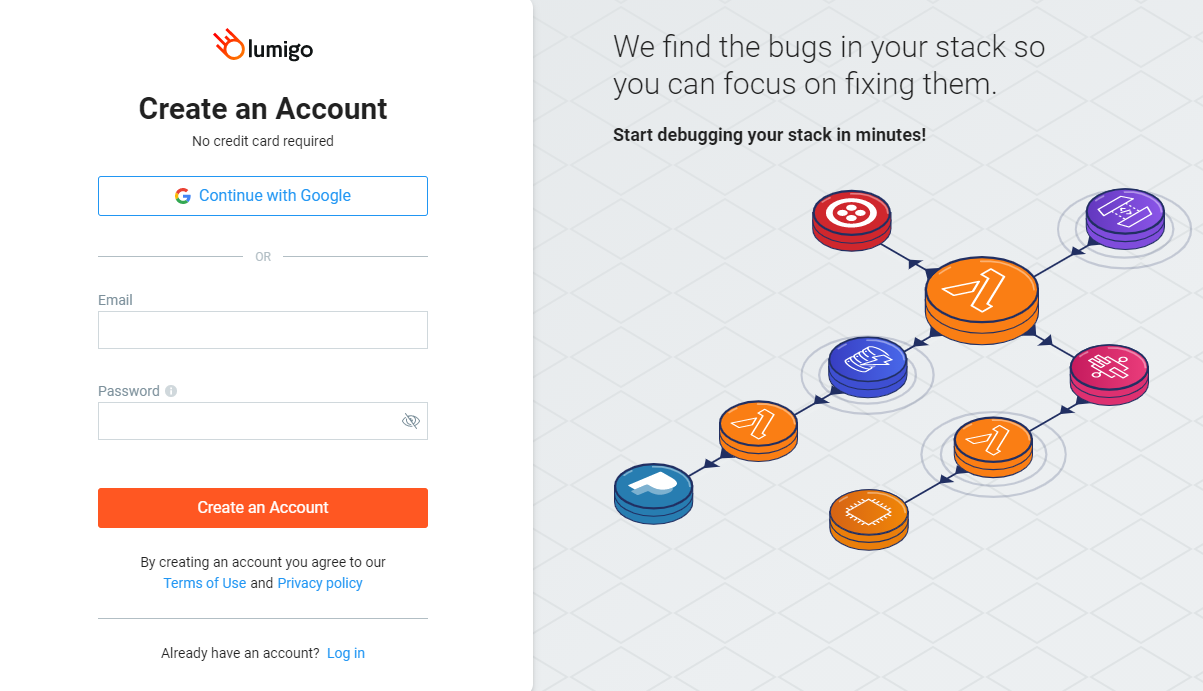 lumigo
Create an Account
No credit card required
Continue with Google
OR
Email
Password
Create an Account
By creating an account you agree to our
Terms of Use and Privacy policy
Already have an account? Log in
We find the bugs in your stack so
you can focus on fixing them.
Start debugging your stack in minutes!